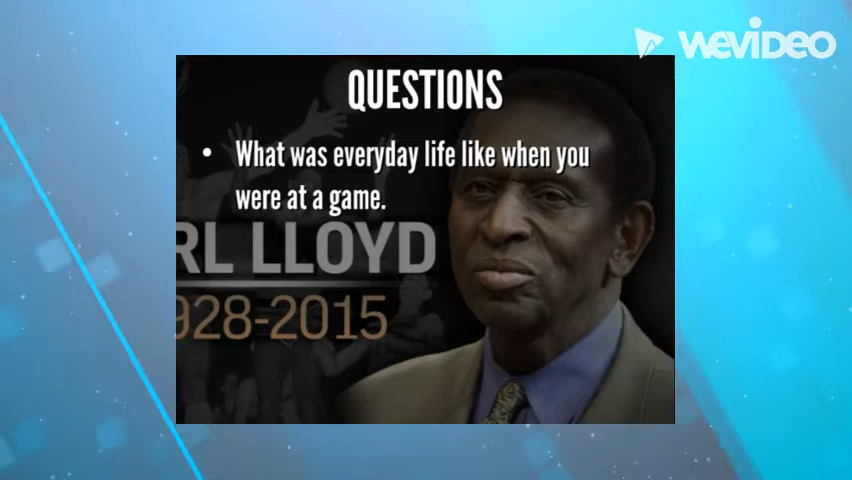 WEVIDEO
QUESTIONS
• What was everyday life like when you
were at a game.
RL LLOYD
928-2015